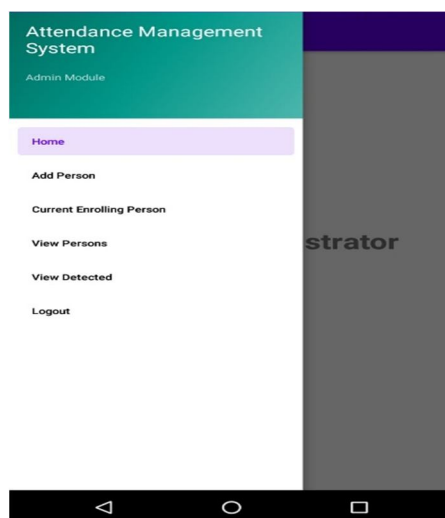 Attendance Management
System
Admin Module
Home
Add Person
Current Enrolling Person
View Persons
View Detected
Logout
strator